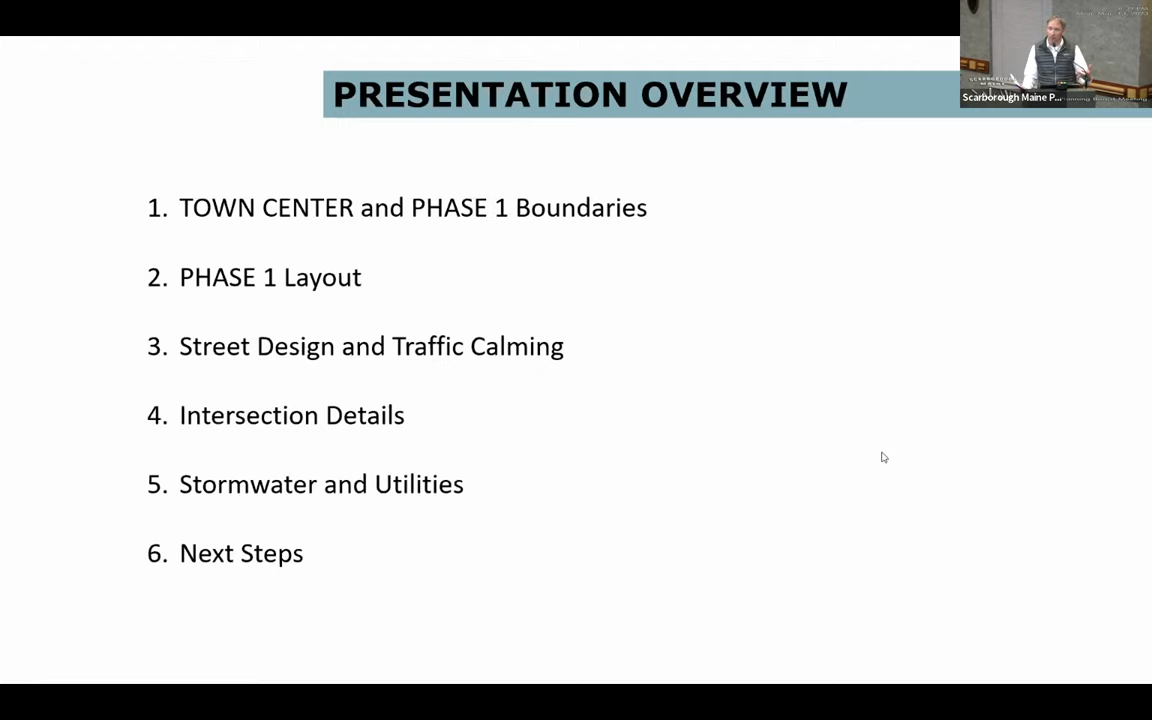 PRESENTATION OVERVIEW
Scarborough Maine P...
1. TOWN CENTER and PHASE 1 Boundaries
2. PHASE 1 Layout
3. Street Design and Traffic Calming
4. Intersection Details
5. Stormwater and Utilities
6. Next Steps